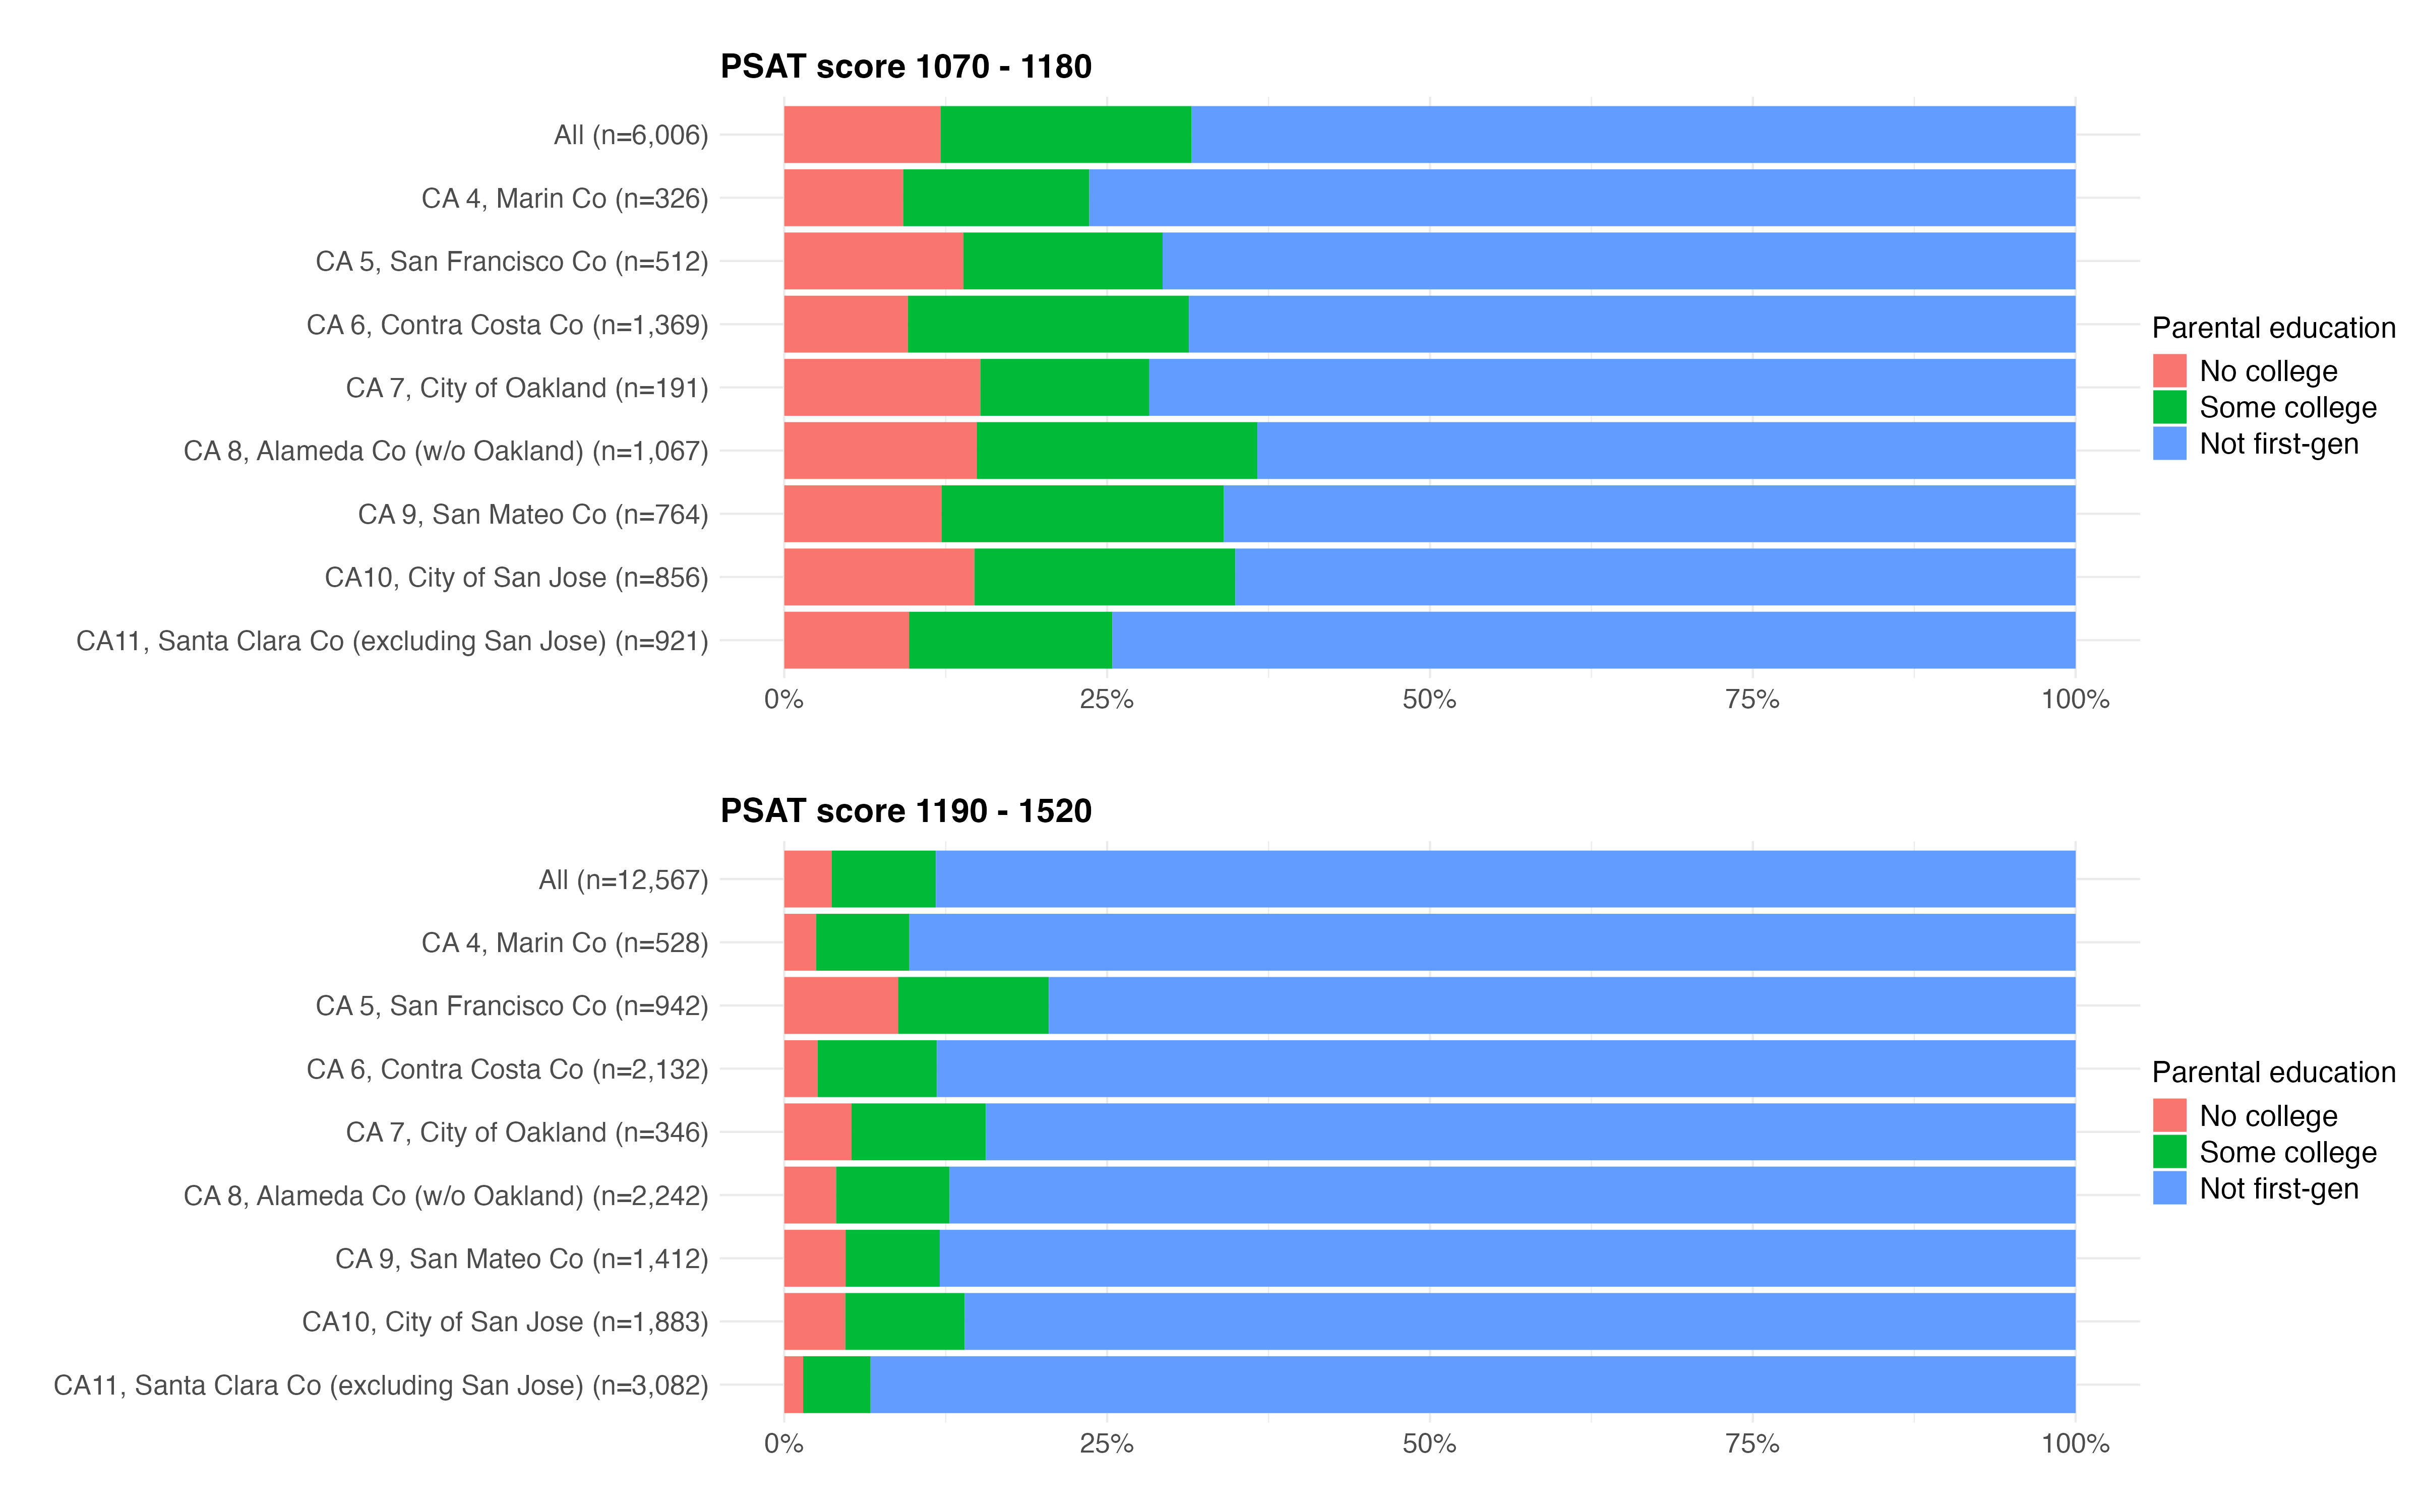 PSAT score 1070 - 1180
All (n=6,006)
CA 4, Marin Co (n=326)
CA 5, San Francisco Co (n=512)
CA 6, Contra Costa Co (n=1,369)
CA 7, City of Oakland (n=191)
CA 8, Alameda Co (w/o Oakland) (n=1,067)
CA 9, San Mateo Co (n=764)
CA10, City of San Jose (n=856)
CA11, Santa Clara Co (excluding San Jose) (n=921)
0% 25% 50% 75% 100%
Parental education
No college
Some college
Not first-gen
PSAT score 1190 - 1520
All (n=12,567)
CA 4, Marin Co (n=528)
CA 5, San Francisco Co (n=942)
CA 6, Contra Costa Co (n=2,132)
CA 7, City of Oakland (n=346)
CA 8, Alameda Co (w/o Oakland) (n=2,242)
CA 9, San Mateo Co (n=1,412)
CA10, City of San Jose (n=1,883)
CA11, Santa Clara Co (excluding San Jose) (n=3,082)
0% 25% 50% 75% 100%
Parental education
No college
Some college
Not first-gen